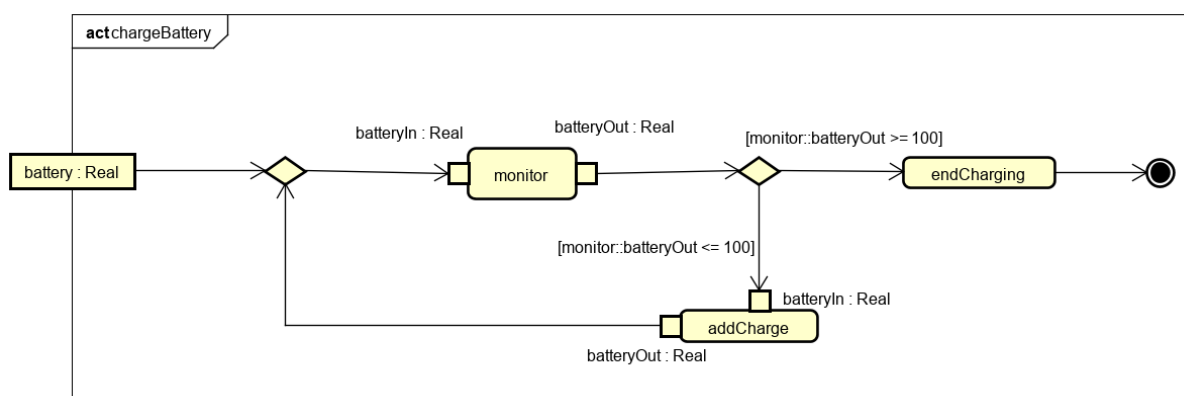 act chargeBattery
batteryIn : Real
batteryOut : Real
[monitor::batteryOut >= 100]
battery : Real
monitor
endCharging
[monitor::batteryOut <= 100]
batteryIn : Real
addCharge
batteryOut : Real